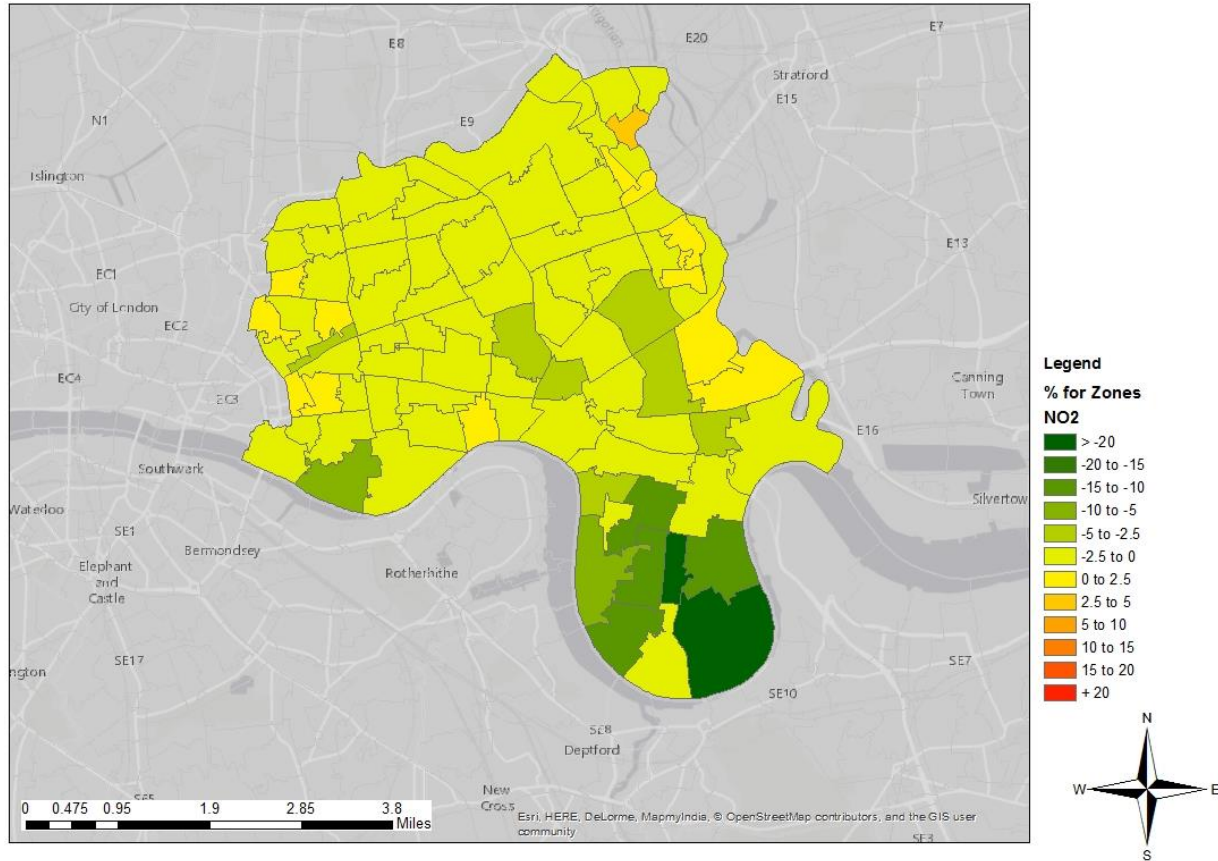 E8
E20
E7
Stratford
E15
N1
E9
Islington
E13
EC1
City of London
EC2
EC4
EC3
Canning
Town
E16
Southwark
Silvertow
Waterloo
SE1
Bermondsey
Rotherhithe
Elephant
and
Castle
SE17
SE7
ngton
SE10
SE8
Deptford
New
Cross
SE3
0 0.475 0.95 1.9 2.85 3.8
Miles
Esri, HERE, DeLorme, MapmyIndia, © OpenStreetMap contributors, and the GIS user
community
Legend
% for Zones
NO2
> -20
-20 to -15
-15 to -10
-10 to -5
-5 to -2.5
-2.5 to 0
0 to 2.5
2.5 to 5
5 to 10
10 to 15
15 to 20
+ 20
N
W
E
S